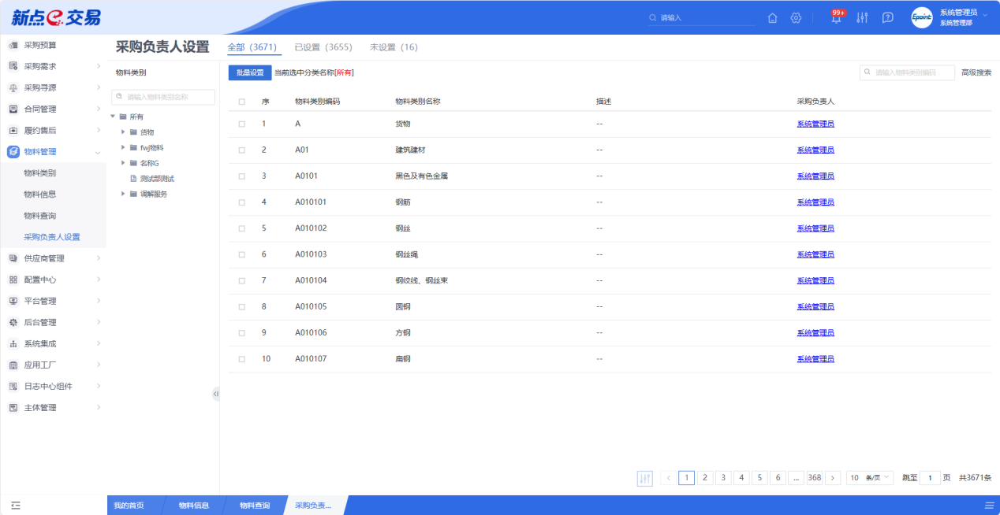 新点e交易
请输入
99+
Epoint
系统管理员
系统管理部
采购预算
采购需求
采购寻源
合同管理
履约售后
物料管理
物料类别
物料信息
物料查询
采购负责人设置
供应商管理
配置中心
平台管理
后台管理
系统集成
应用工厂
日志中心组件
主体管理
采购负责人设置
物料类别
请输入物料类别名称
所有
货物
fwj物料
名称G
测试部测试
调解服务
全部（3671） 已设置（3655） 未设置（16）
批量设置 当前选中分类名称[所有] 请输入物料类别编码 高级搜索
序 物料类别编码 物料类别名称 描述 采购负责人
1 A 货物 -- 系统管理员
2 A01 建筑建材 -- 系统管理员
3 A0101 黑色及有色金属 -- 系统管理员
4 A010101 钢筋 -- 系统管理员
5 A010102 钢丝 -- 系统管理员
6 A010103 钢丝绳 -- 系统管理员
7 A010104 钢绞线、钢丝束 -- 系统管理员
8 A010105 圆钢 -- 系统管理员
9 A010106 方钢 -- 系统管理员
10 A010107 扁钢 -- 系统管理员
1 2 3 4 5 6 ... 368 10 条/页 跳至 1 页 共3671条
我的首页 物料信息 物料查询 采购负责...